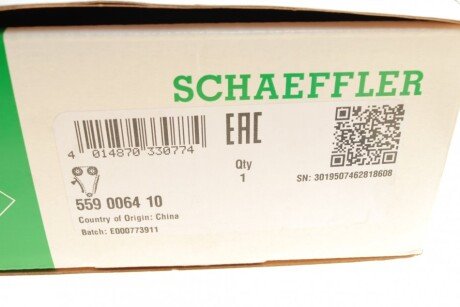 SCHAEFFLER
EAC
4 014870 330774
Qty
1
SN: 3019507462818608
559 0064 10
Country of Origin: China
Batch: E000773911